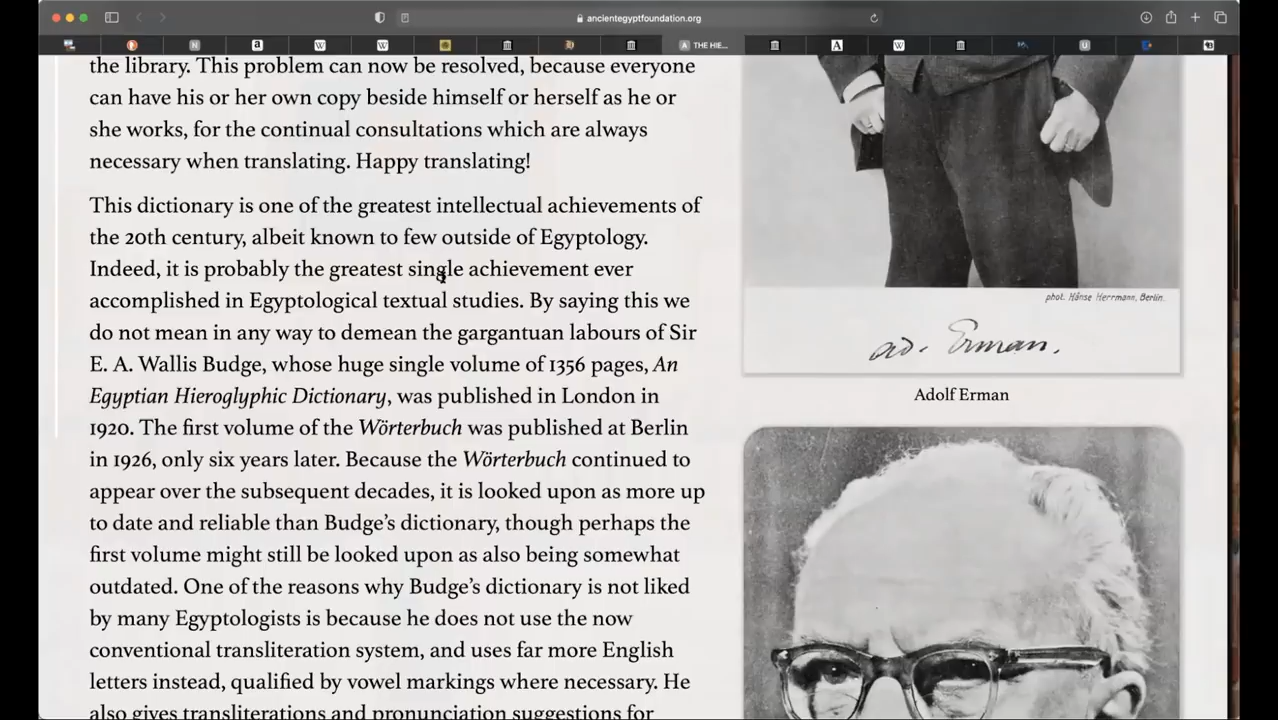 ancientegyptfoundation.org
THE HIE...
the library. This problem can now be resolved, because everyone
can have his or her own copy beside himself or herself as he or
she works, for the continual consultations which are always
necessary when translating. Happy translating!
This dictionary is one of the greatest intellectual achievements of
the 20th century, albeit known to few outside of Egyptology.
Indeed, it is probably the greatest single achievement ever
accomplished in Egyptological textual studies. By saying this we
do not mean in any way to demean the gargantuan labours of Sir
E. A. Wallis Budge, whose huge single volume of 1356 pages, An
Egyptian Hieroglyphic Dictionary, was published in London in
1920. The first volume of the Wörterbuch was published at Berlin
in 1926, only six years later. Because the Wörterbuch continued to
appear over the subsequent decades, it is looked upon as more up
to date and reliable than Budge's dictionary, though perhaps the
first volume might still be looked upon as also being somewhat
outdated. One of the reasons why Budge's dictionary is not liked
by many Egyptologists is because he does not use the now
conventional transliteration system, and uses far more English
letters instead, qualified by vowel markings where necessary. He
also gives transliterations and pronunciation suggestions for
phot. Hänse Herrmann, Berlin.
Ad. Erman.
Adolf Erman